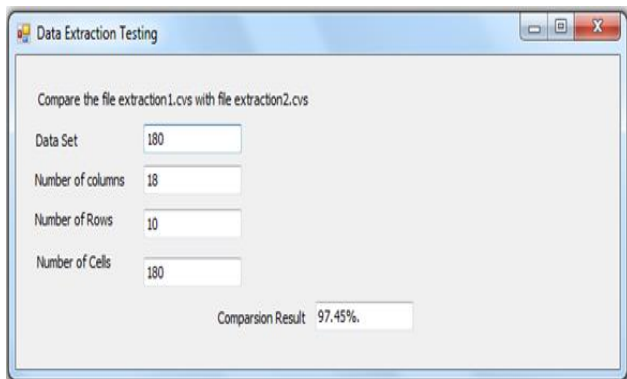 Data Extraction Testing
Compare the file extraction1.cvs with file extraction2.cvs
Data Set 180
Number of columns 18
Number of Rows 10
Number of Cells 180
Comparsion Result 97.45%.